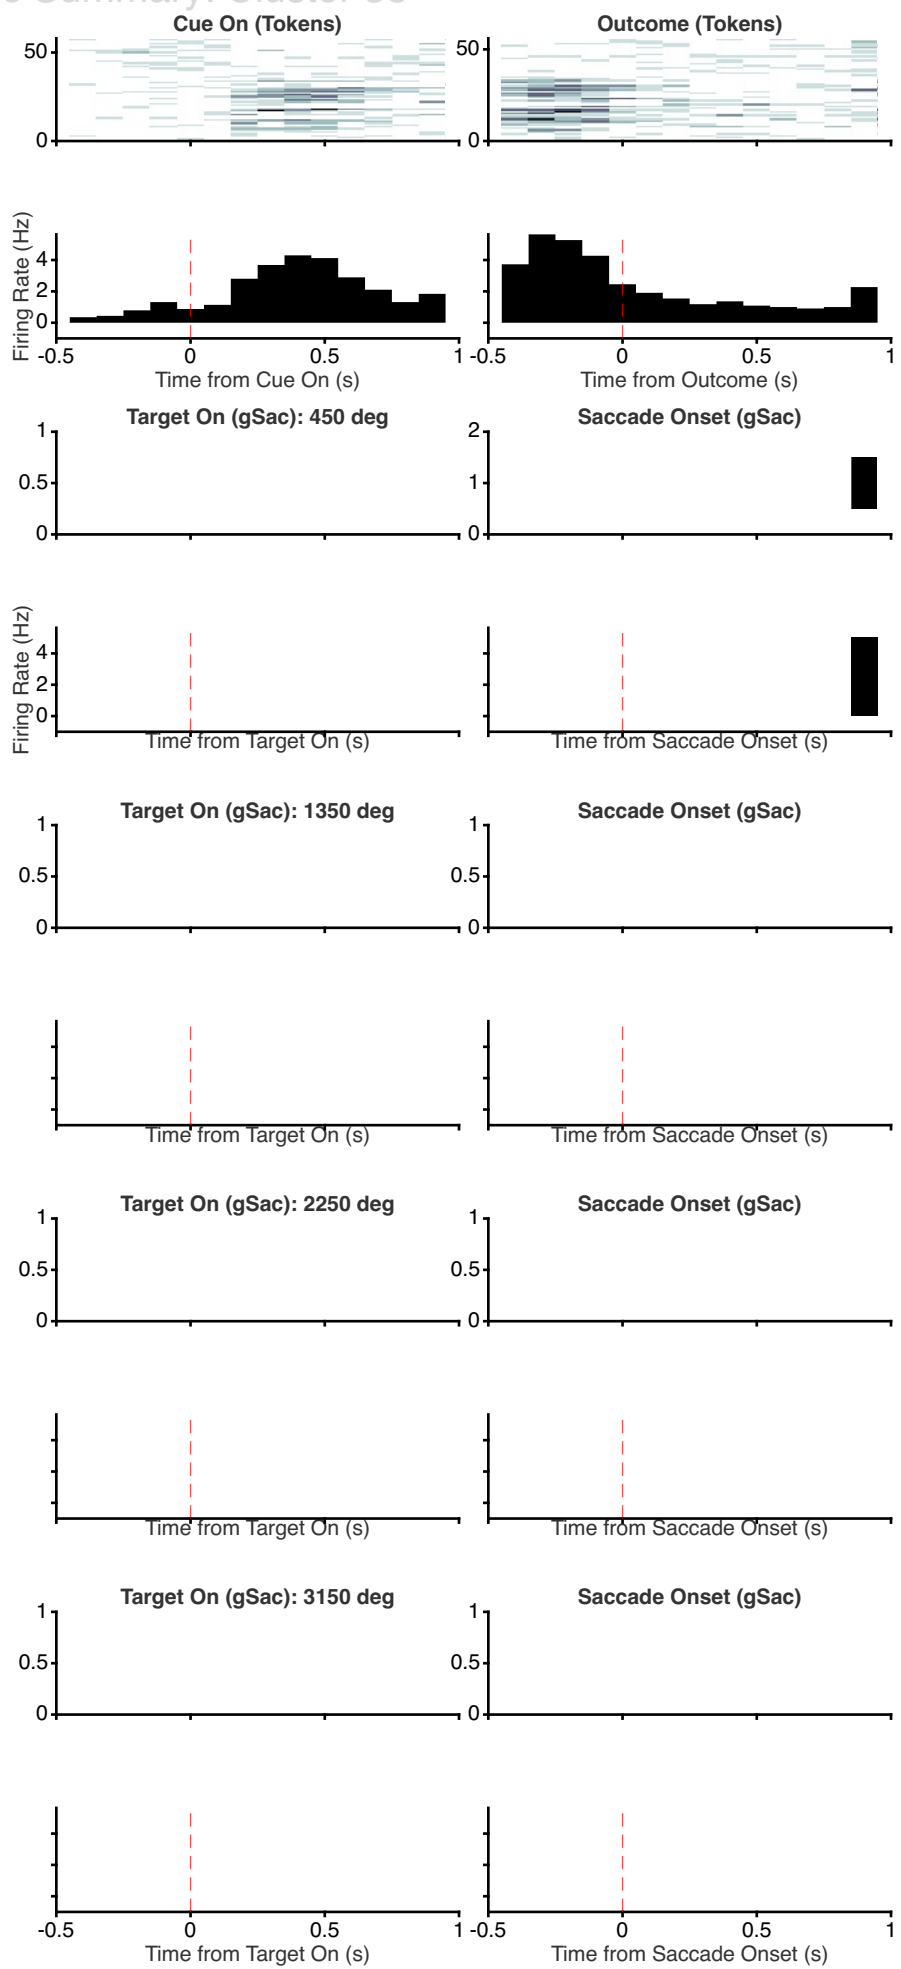 Summary: Cluster
Cue On (Tokens) Outcome (Tokens)
50 50
0 0
Firing Rate (Hz)
4
2
0
-0.5 0 0.5 1 -0.5 0 0.5 1
Time from Cue On (s) Time from Outcome (s)
Target On (gSac): 450 deg Saccade Onset (gSac)
1 2
0.5 1
0 0
Firing Rate (Hz)
4
2
0
Time from Target On (s) Time from Saccade Onset (s)
Target On (gSac): 1350 deg Saccade Onset (gSac)
1 1
0.5 0.5
0 0
Time from Target On (s) Time from Saccade Onset (s)
Target On (gSac): 2250 deg Saccade Onset (gSac)
1 1
0.5 0.5
0 0
Time from Target On (s) Time from Saccade Onset (s)
Target On (gSac): 3150 deg Saccade Onset (gSac)
1 1
0.5 0.5
0 0
-0.5 0 0.5 1 -0.5 0 0.5 1
Time from Target On (s) Time from Saccade Onset (s)